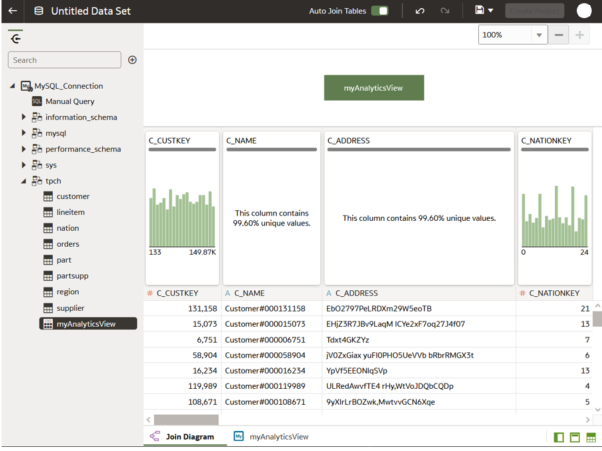 Untitled Data Set
Auto Join Tables
Search
100%
MySQL_Connection
SQL Manual Query
information_schema
mysql
performance_schema
sys
tpch
customer
lineitem
nation
orders
part
partsupp
region
supplier
myAnalyticsView
myAnalyticsView
C_CUSTKEY C_NAME C_ADDRESS C_NATIONKEY
This column contains
99.60% unique values.
This column contains 99.60% unique values.
133 149.87K 0 24
# C_CUSTKEY A C_NAME A C_ADDRESS # C_NATIONKEY
131,158 Customer#000131158 EbO2797PeLRDXm29W5eoTB 21
15,073 Customer#000015073 EHjZ3R7JBv9LaqM ICYe2xF7oq27J4f07 13
6,751 Customer#000006751 Tdxt4GKZYz 7
58,904 Customer#000058904 jV0ZxGiax yuFl0PHO5UeVVb bRbrRMGX3t 6
16,234 Customer#000016234 YpVf5EEONlqSVp 13
119,989 Customer#000119989 ULRedAwvfTE4 rHy,WtVoJDQbCQDp 4
108,671 Customer#000108671 9yXlrLrBOZwk,MwtvvGCN6Xqe 5
Join Diagram
myAnalyticsView